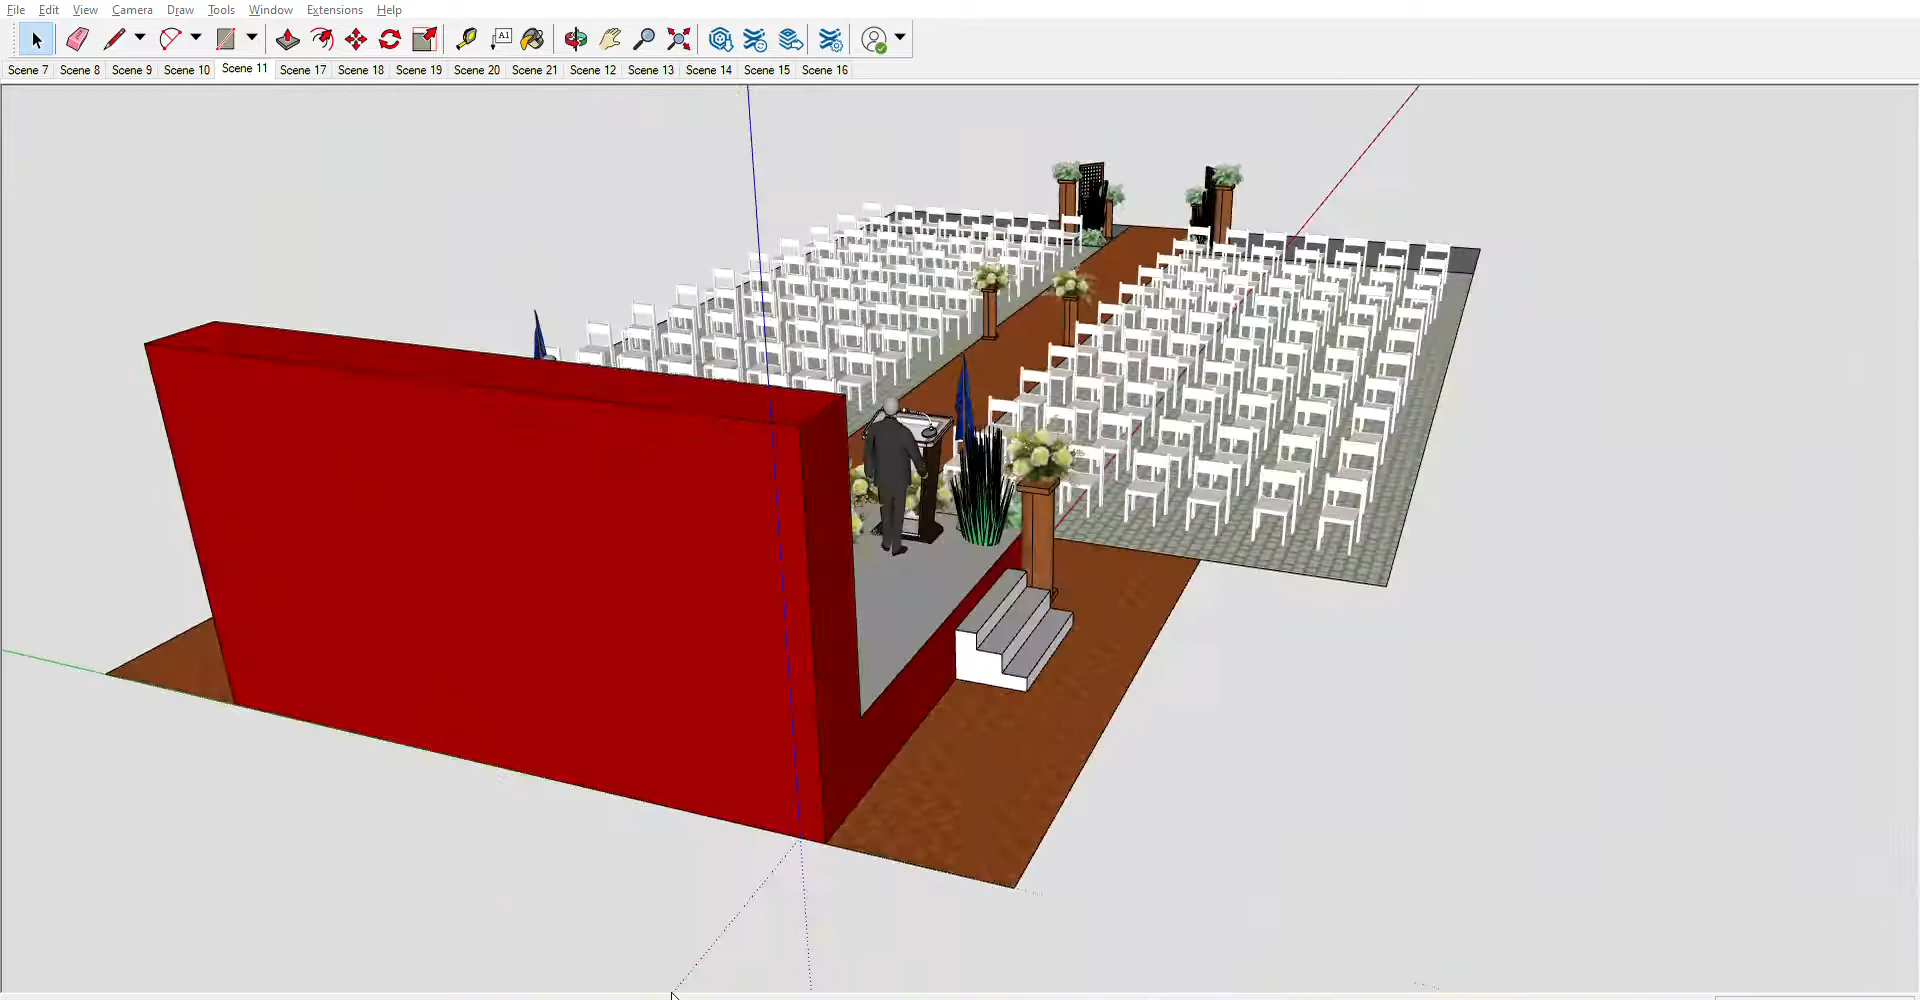 File Edit View Camera Draw Tools Window Extensions Help
A1
Scene 7 Scene 8 Scene 9 Scene 10 Scene 11 Scene 17 Scene 18 Scene 19 Scene 20 Scene 21 Scene 12 Scene 13 Scene 14 Scene 15 Scene 16